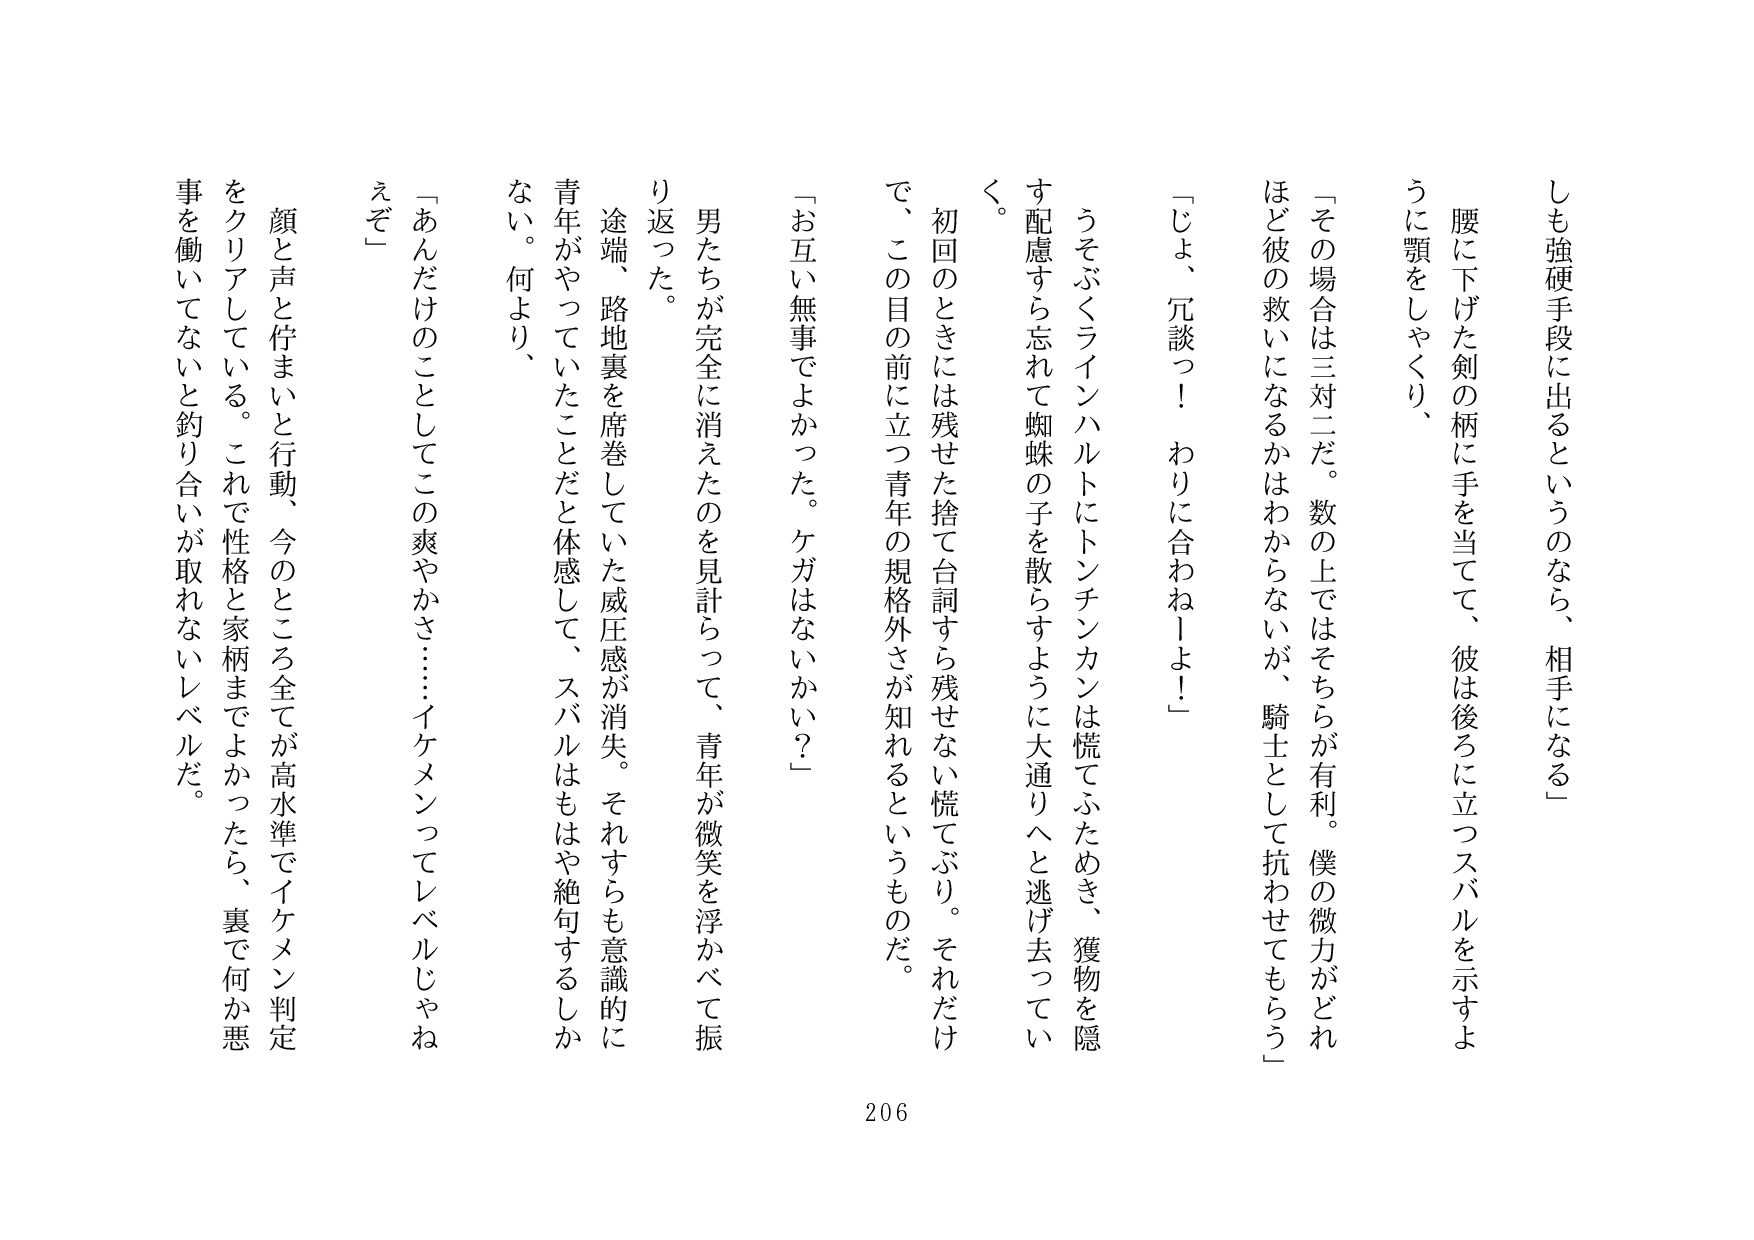 しも強硬手段に出るというのなら、相手になる」
　腰に下げた剣の柄に手を当てて、彼は後ろに立つスバルを示すよ
うに顎をしゃくり、
「その場合は三対二だ。数の上ではそちらが有利。僕の微力がどれ
ほど彼の救いになるかはわからないが、騎士として抗わせてもらう」
「じょ、冗談っ！　わりに合わねーよ！」
　うそぶくラインハルトにトンチンカンは慌てふためき、獲物を隠
す配慮すら忘れて蜘蛛の子を散らすように大通りへと逃げ去ってい
く。
　初回のときには残せた捨て台詞すら残せない慌てぶり。それだけ
で、この目の前に立つ青年の規格外さが知れるというものだ。
「お互い無事でよかった。ケガはないかい？」
　男たちが完全に消えたのを見計らって、青年が微笑を浮かべて振
り返った。
　途端、路地裏を席巻していた威圧感が消失。それすらも意識的に
青年がやっていたことだと体感して、スバルはもはや絶句するしか
ない。何より、
「あんだけのことしてこの爽やかさ……イケメンってレベルじゃね
えぞ」
　顔と声と佇まいと行動、今のところ全てが高水準でイケメン判定
をクリアしている。これで性格と家柄までよかったら、裏で何か悪
事を働いてないと釣り合いが取れないレベルだ。
206